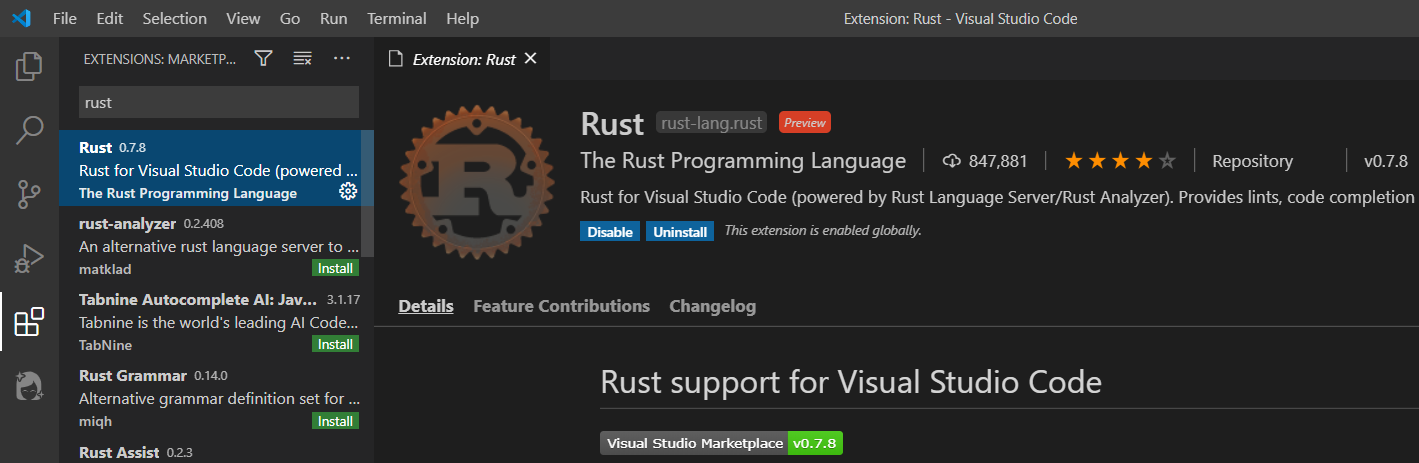 File Edit Selection View Go Run Terminal Help Extension: Rust - Visual Studio Code
EXTENSIONS: MARKETP...
Extension: Rust
rust
Rust 0.7.8
Rust for Visual Studio Code (powered ...
The Rust Programming Language
rust-analyzer 0.2.408
An alternative rust language server to ...
matklad Install
Tabnine Autocomplete AI: Jav... 3.1.17
Tabnine is the world's leading AI Code...
TabNine Install
Rust Grammar 0.14.0
Alternative grammar definition set for ...
miqh Install
Rust Assist 0.2.3
R
Rust rust-lang.rust Preview
The Rust Programming Language 847,881 Repository v0.7.8
Rust for Visual Studio Code (powered by Rust Language Server/Rust Analyzer). Provides lints, code completion
Disable Uninstall This extension is enabled globally.
Details Feature Contributions Changelog
Rust support for Visual Studio Code
Visual Studio Marketplace v0.7.8